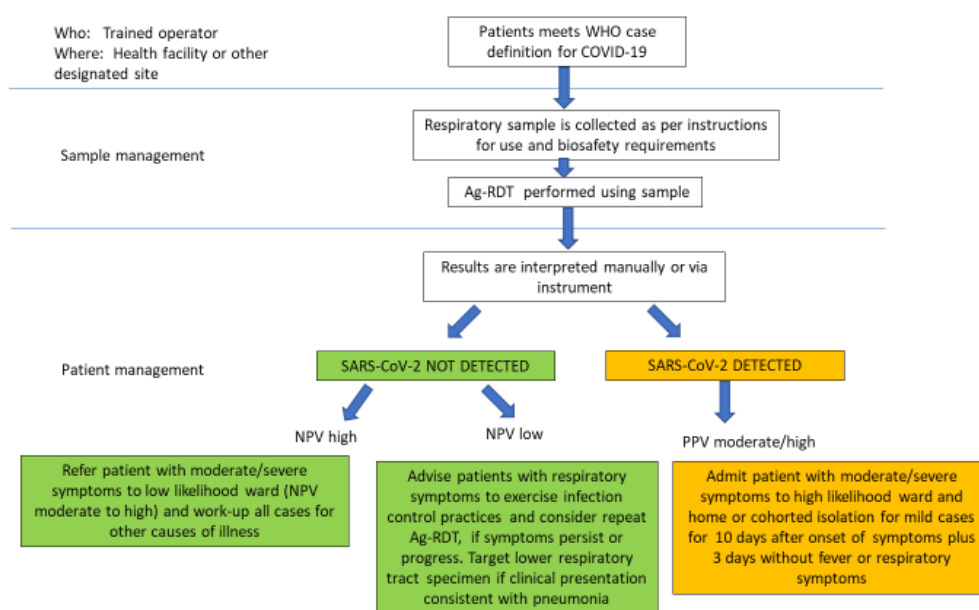 Who: Trained operator
Where: Health facility or other
designated site
Patients meets WHO case
definition for COVID-19
Sample management
Respiratory sample is collected as per instructions
for use and biosafety requirements
Ag-RDT performed using sample
Results are interpreted manually or via
instrument
Patient management
SARS-CoV-2 NOT DETECTED
SARS-CoV-2 DETECTED
NPV high
NPV low
PPV moderate/high
Refer patient with moderate/severe
symptoms to low likelihood ward (NPV
moderate to high) and work-up all cases for
other causes of illness
Advise patients with respiratory
symptoms to exercise infection
control practices and consider repeat
Ag-RDT, if symptoms persist or
progress. Target lower respiratory
tract specimen if clinical presentation
consistent with pneumonia
Admit patient with moderate/severe
symptoms to high likelihood ward and
home or cohorted isolation for mild cases
for 10 days after onset of symptoms plus
3 days without fever or respiratory
symptoms